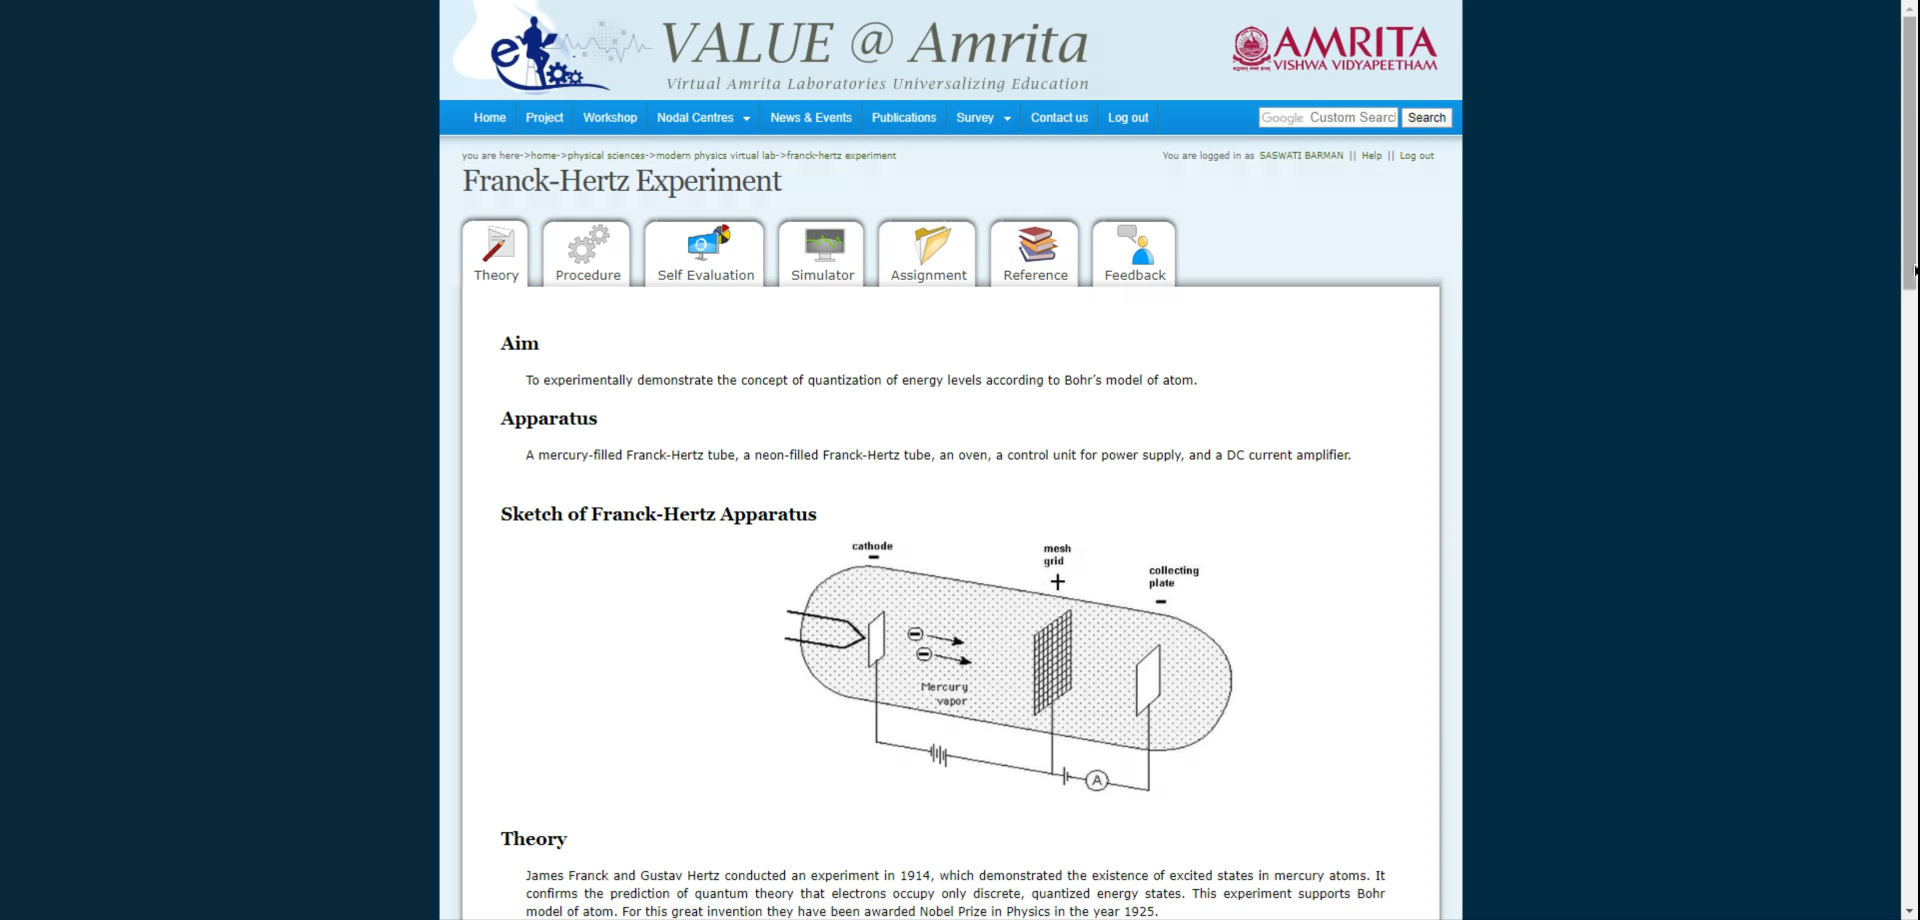 VALUE @ Amrita
Virtual Amrita Laboratories Universalizing Education
AMRITA
VISHWA VIDYAPEETHAM
Home Project Workshop Nodal Centres News & Events Publications Survey Contact us Log out Google Custom Searc Search
you are here->home->physical sciences->modern physics virtual lab->franck-hertz experiment
You are logged in as SASWATI BARMAN || Help || Log out
Franck-Hertz Experiment
Theory Procedure Self Evaluation Simulator Assignment Reference Feedback
Aim
To experimentally demonstrate the concept of quantization of energy levels according to Bohr’s model of atom.
Apparatus
A mercury-filled Franck-Hertz tube, a neon-filled Franck-Hertz tube, an oven, a control unit for power supply, and a DC current amplifier.
Sketch of Franck-Hertz Apparatus
cathode
mesh
grid
collecting
plate
Mercury
vapor
A
Theory
James Franck and Gustav Hertz conducted an experiment in 1914, which demonstrated the existence of excited states in mercury atoms. It
confirms the prediction of quantum theory that electrons occupy only discrete, quantized energy states. This experiment supports Bohr
model of atom. For this great invention they have been awarded Nobel Prize in Physics in the year 1925.